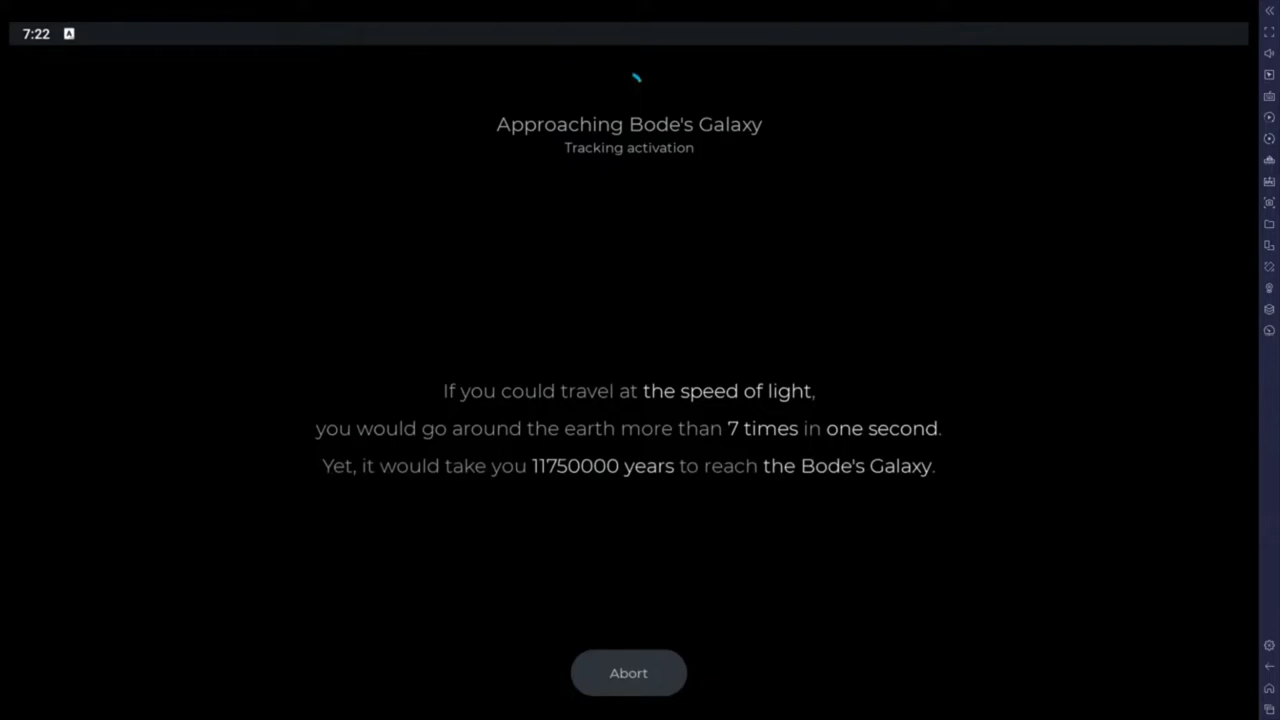 7:22 A
Approaching Bode's Galaxy
Tracking activation
If you could travel at the speed of light,
you would go around the earth more than 7 times in one second.
Yet, it would take you 11750000 years to reach the Bode's Galaxy.
Abort